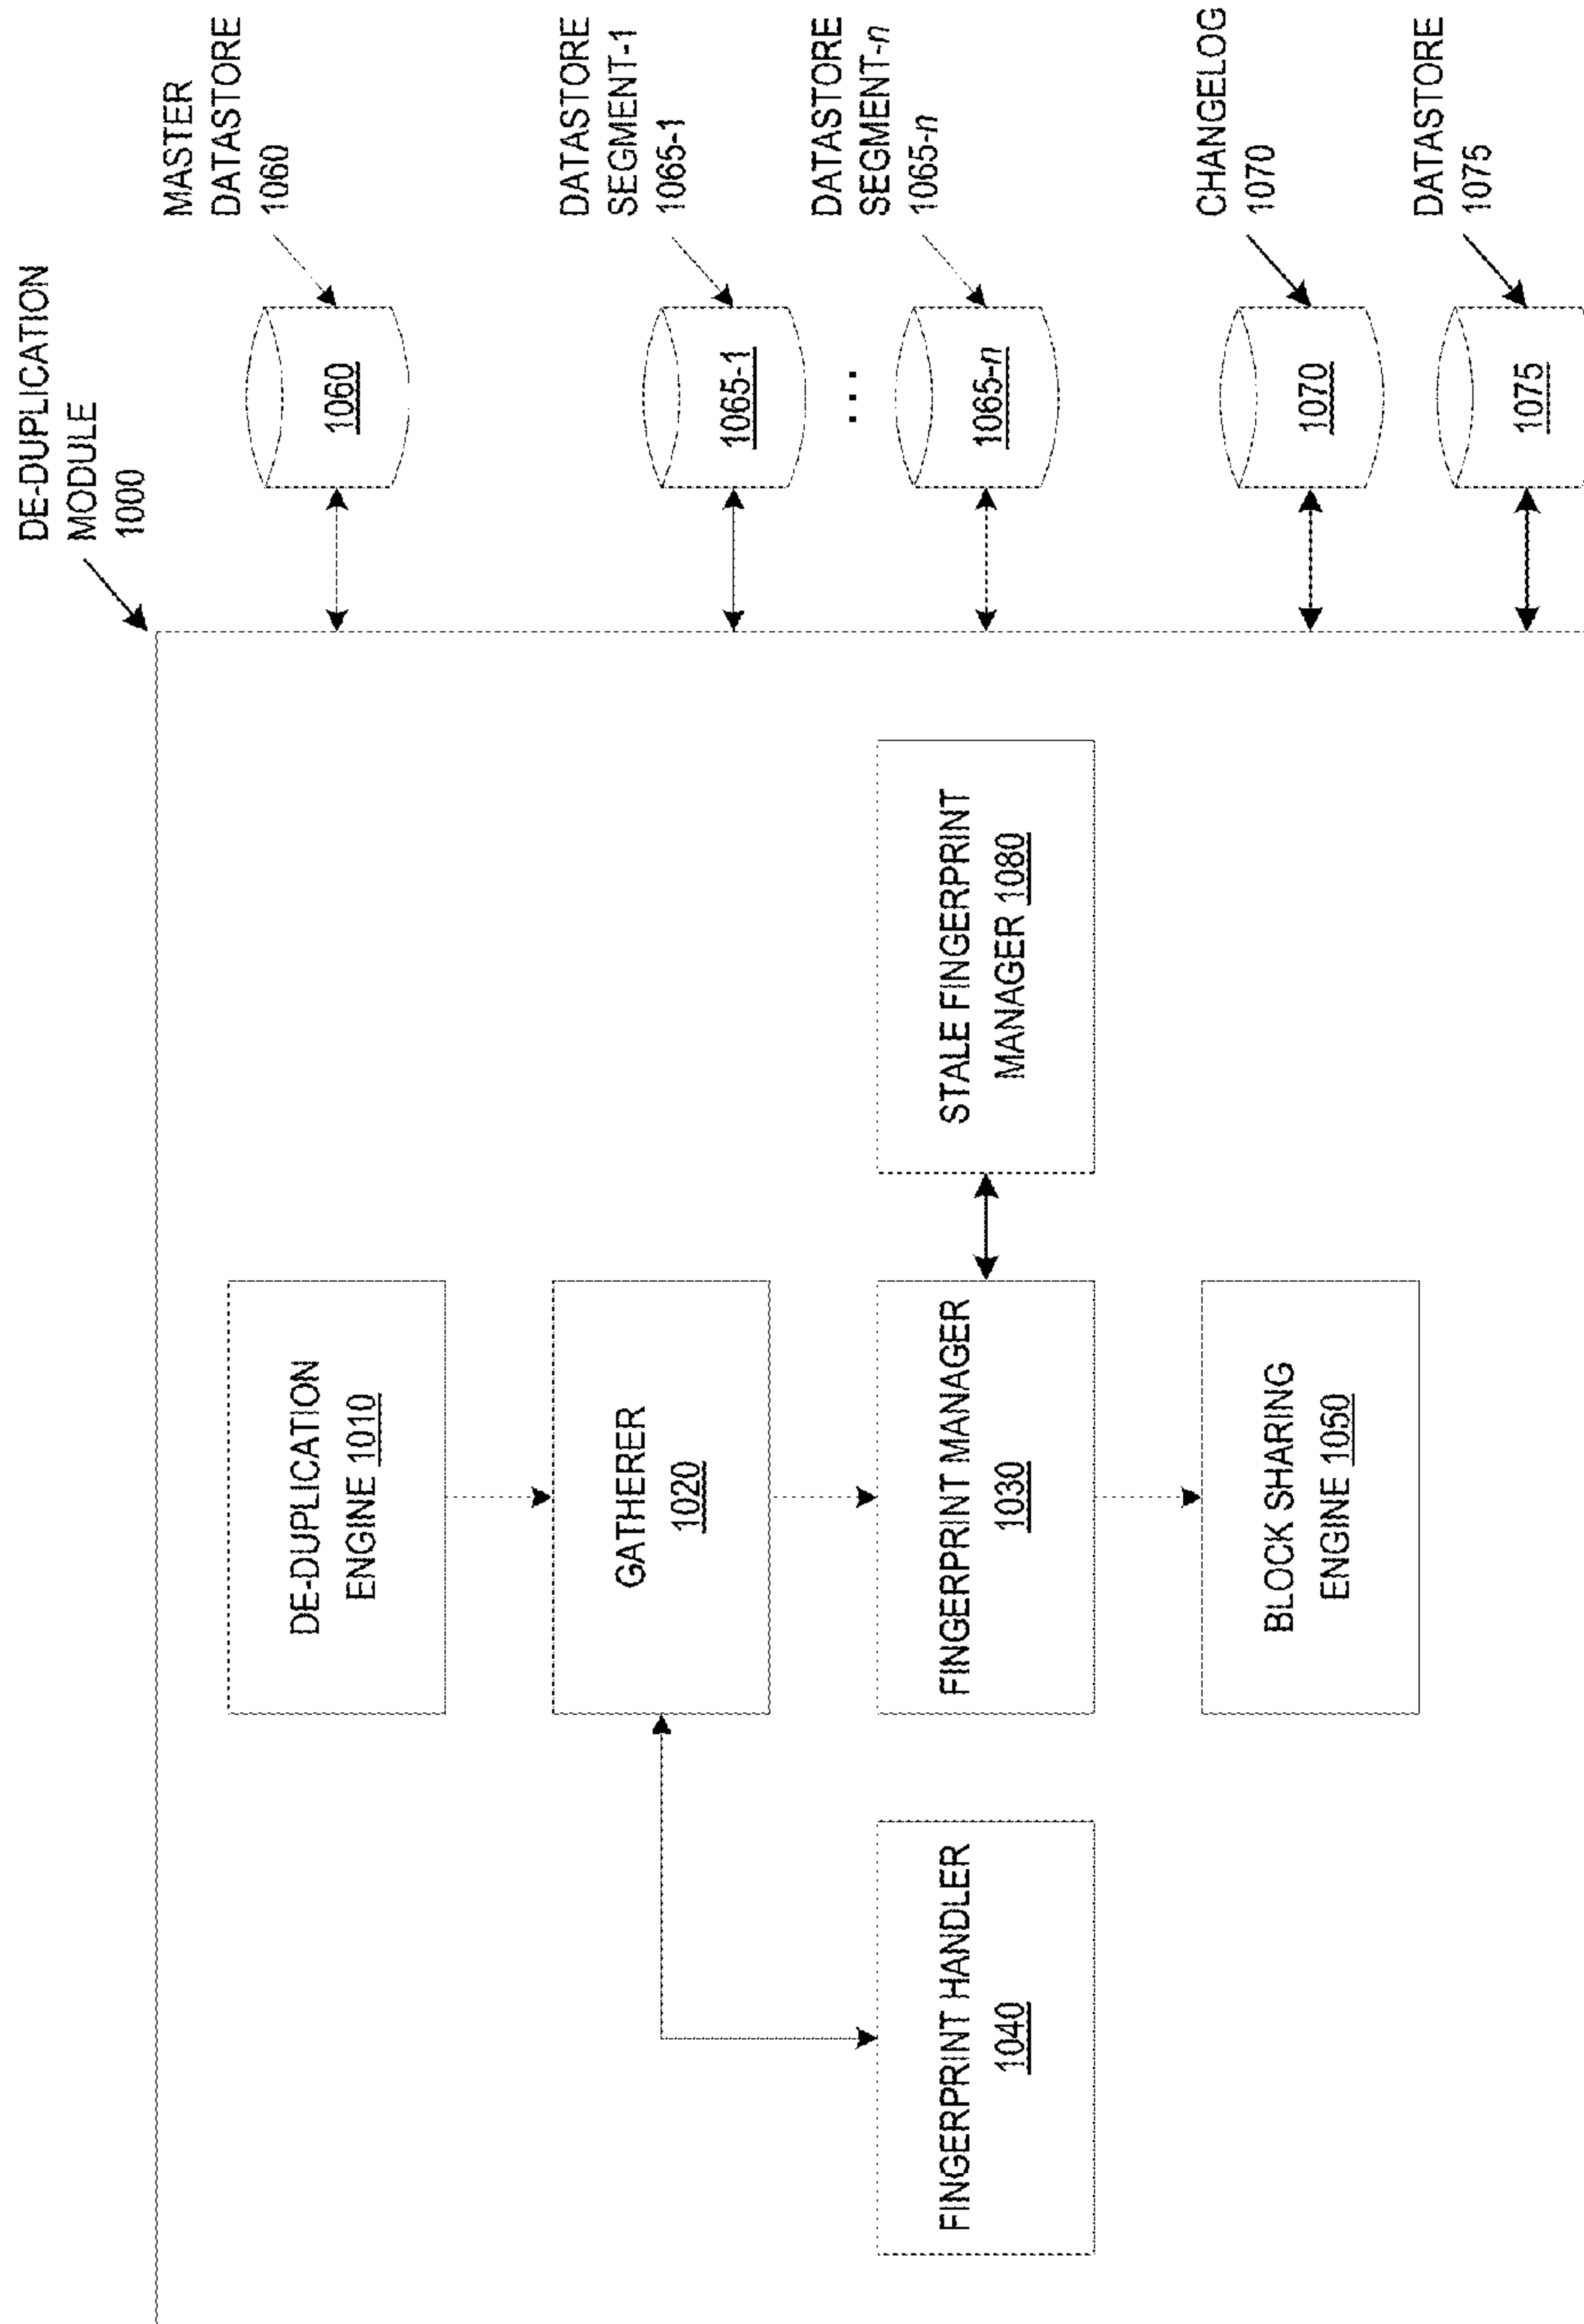 DE-DUPLICATION
MODULE
1000
DE-DUPLICATION
ENGINE 1010
GATHERER
1020
FINGERPRINT MANAGER
1030
BLOCK SHARING
ENGINE 1050
FINGERPRINT HANDLER
1040
STALE FINGERPRINT
MANAGER 1080
MASTER
DATASTORE
1060
1060
DATASTORE
SEGMENT-1
1065-1
1065-1
...
DATASTORE
SEGMENT-n
1065-n
1065-n
CHANGELOG
1070
1070
DATASTORE
1075
1075